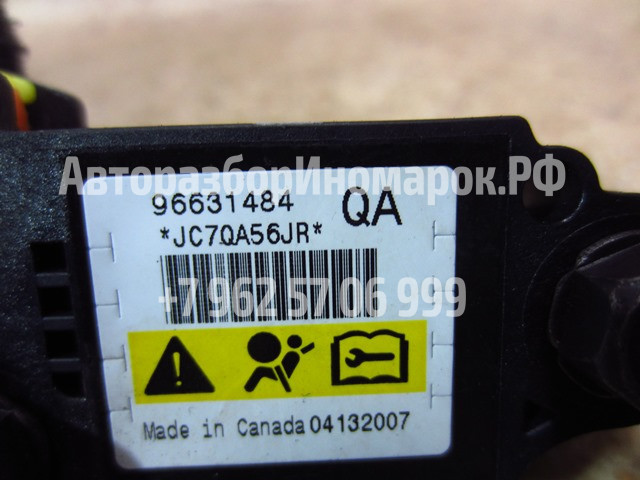 АвторазборИномарок.РФ
96631484 QA
*JC7QA56JR*
+7962 57 06 999
Made in Canada 04132007